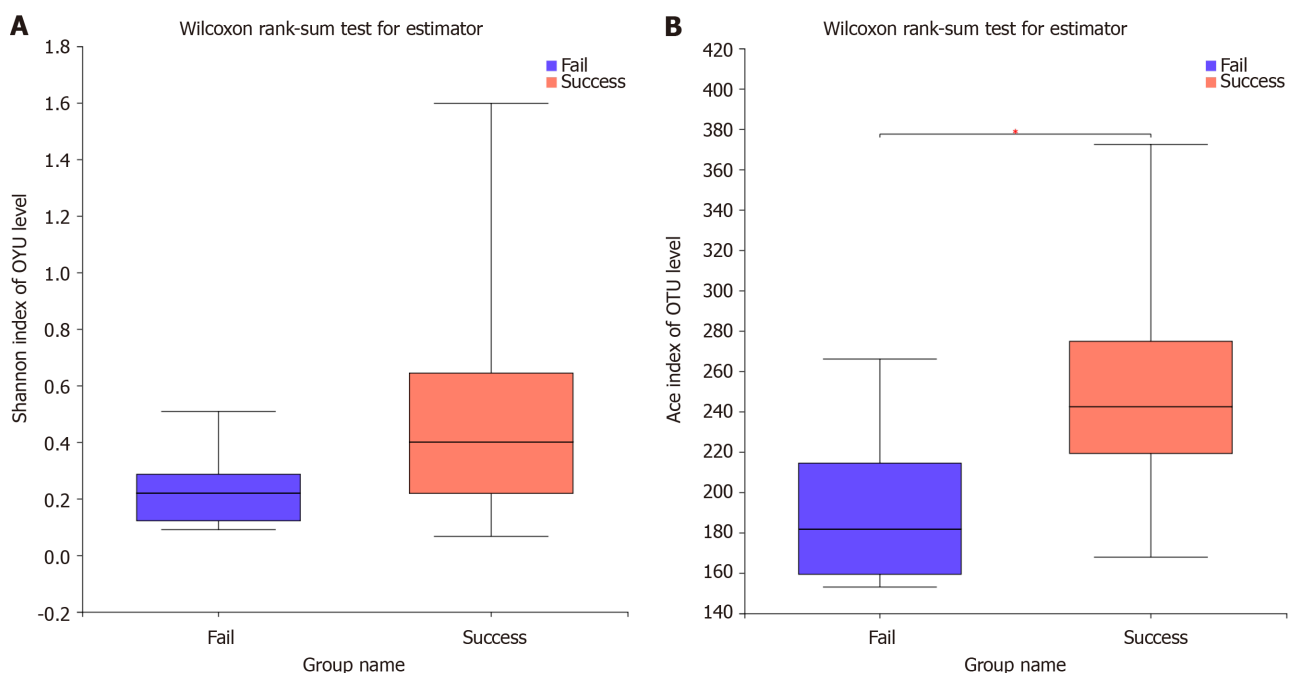 A
Wilcoxon rank-sum test for estimator
Fail
Success
Shannon index of OYU level
1.8
1.6
1.4
1.2
1.0
0.8
0.6
0.4
0.2
0.0
-0.2
Fail
Success
Group name
B
Wilcoxon rank-sum test for estimator
Fail
Success
*
Ace index of OTU level
420
400
380
360
340
320
300
280
260
240
220
200
180
160
140
Fail
Success
Group name